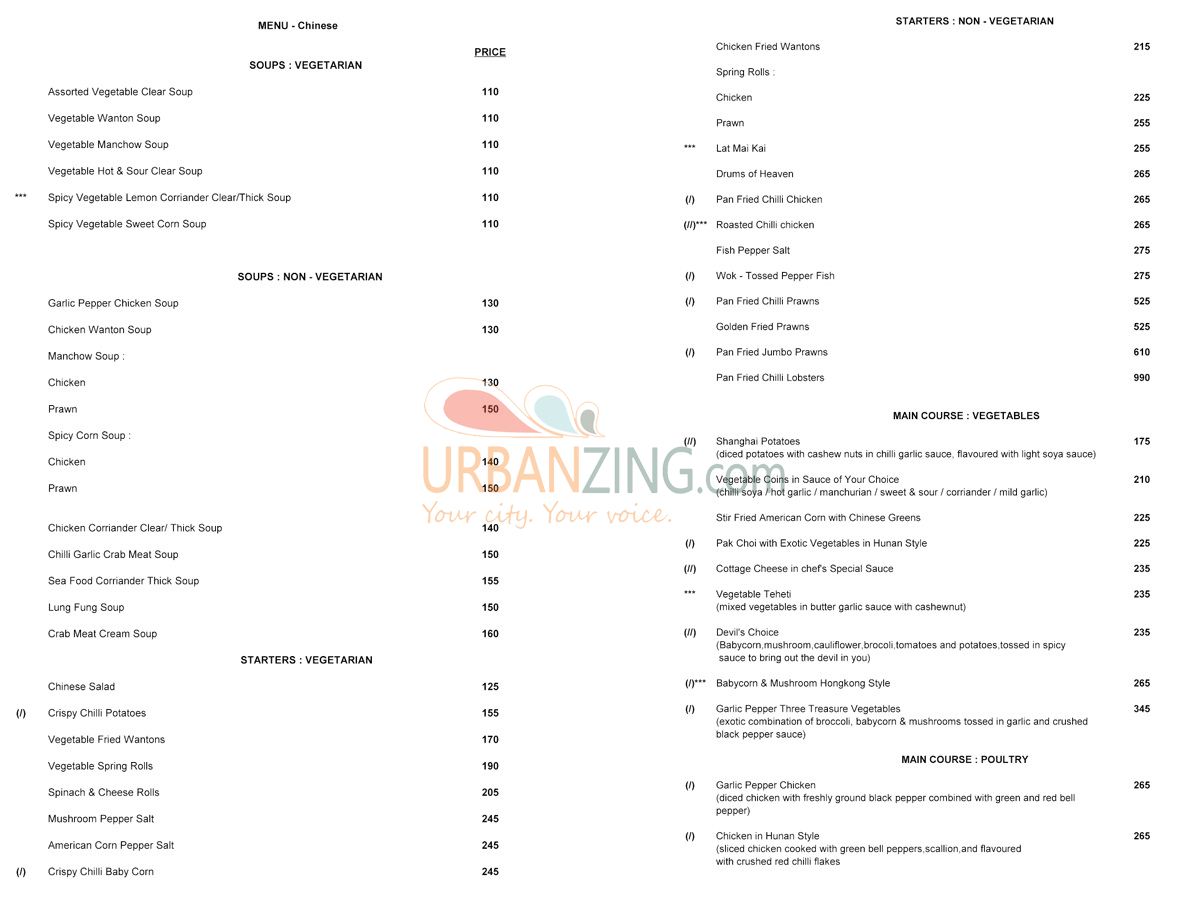 MENU - Chinese
PRICE
SOUPS : VEGETARIAN
Assorted Vegetable Clear Soup 110
Vegetable Wanton Soup 110
Vegetable Manchow Soup 110
Vegetable Hot & Sour Clear Soup 110
*** Spicy Vegetable Lemon Corriander Clear/Thick Soup 110
Spicy Vegetable Sweet Corn Soup 110
SOUPS : NON - VEGETARIAN
Garlic Pepper Chicken Soup 130
Chicken Wanton Soup 130
Manchow Soup :
Chicken 130
Prawn 150
Spicy Corn Soup :
Chicken 140
Prawn 150
Chicken Corriander Clear/ Thick Soup 140
Chilli Garlic Crab Meat Soup 150
Sea Food Corriander Thick Soup 155
Lung Fung Soup 150
Crab Meat Cream Soup 160
STARTERS : VEGETARIAN
Chinese Salad 125
(/) Crispy Chilli Potatoes 155
Vegetable Fried Wantons 170
Vegetable Spring Rolls 190
Spinach & Cheese Rolls 205
Mushroom Pepper Salt 245
American Corn Pepper Salt 245
(/) Crispy Chilli Baby Corn 245
STARTERS : NON - VEGETARIAN
Chicken Fried Wantons 215
Spring Rolls :
Chicken 225
Prawn 255
*** Lat Mai Kai 255
Drums of Heaven 265
(/) Pan Fried Chilli Chicken 265
(//)*** Roasted Chilli chicken 265
Fish Pepper Salt 275
(/) Wok - Tossed Pepper Fish 275
(/) Pan Fried Chilli Prawns 525
Golden Fried Prawns 525
(/) Pan Fried Jumbo Prawns 610
Pan Fried Chilli Lobsters 990
MAIN COURSE : VEGETABLES
(//) Shanghai Potatoes 175
(diced potatoes with cashew nuts in chilli garlic sauce, flavoured with light soya sauce)
Vegetable Coins in Sauce of Your Choice 210
(chilli soya / hot garlic / manchurian / sweet & sour / corriander / mild garlic)
Stir Fried American Corn with Chinese Greens 225
(/) Pak Choi with Exotic Vegetables in Hunan Style 225
(//) Cottage Cheese in chef's Special Sauce 235
*** Vegetable Teheti 235
(mixed vegetables in butter garlic sauce with cashewnut)
(//) Devil's Choice 235
(Babycorn,mushroom,cauliflower,brocoli,tomatoes and potatoes,tossed in spicy
sauce to bring out the devil in you)
(/)*** Babycorn & Mushroom Hongkong Style 265
(/) Garlic Pepper Three Treasure Vegetables 345
(exotic combination of broccoli, babycorn & mushrooms tossed in garlic and crushed
black pepper sauce)
MAIN COURSE : POULTRY
(/) Garlic Pepper Chicken 265
(diced chicken with freshly ground black pepper combined with green and red bell
pepper)
(/) Chicken in Hunan Style 265
(sliced chicken cooked with green bell peppers,scallion,and flavoured
with crushed red chilli flakes
URBANZING.com
Your city. Your voice.